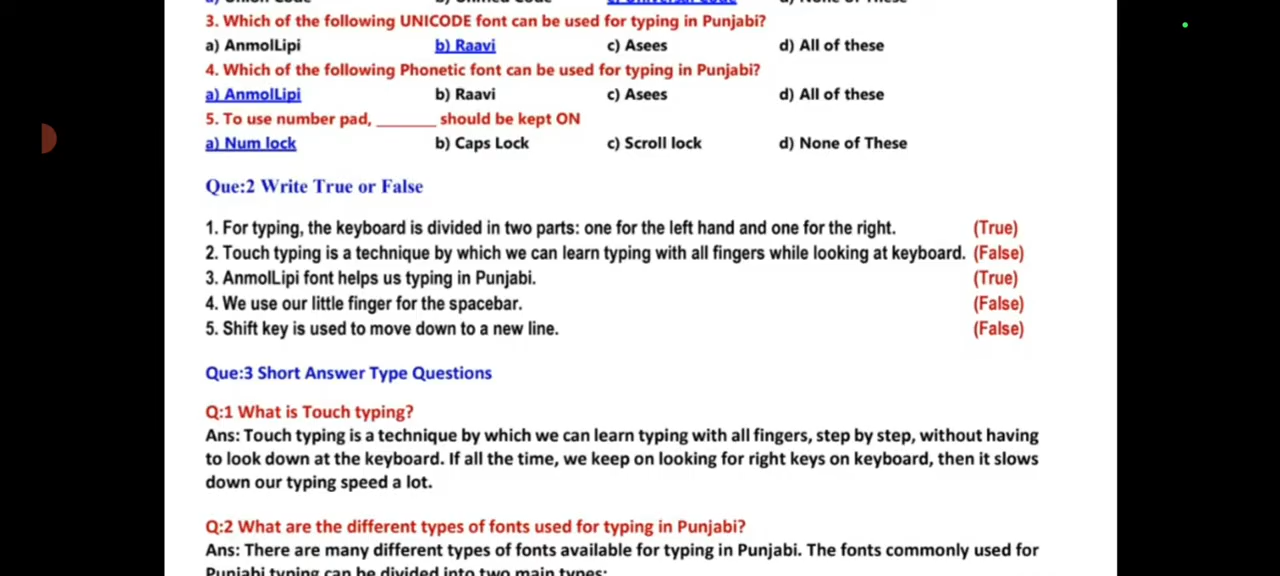 3. Which of the following UNICODE font can be used for typing in Punjabi?
a) AnmolLipi b) Raavi c) Asees d) All of these
4. Which of the following Phonetic font can be used for typing in Punjabi?
a) AnmolLipi b) Raavi c) Asees d) All of these
5. To use number pad, _______ should be kept ON
a) Num lock b) Caps Lock c) Scroll lock d) None of These
Que:2 Write True or False
1. For typing, the keyboard is divided in two parts: one for the left hand and one for the right. (True)
2. Touch typing is a technique by which we can learn typing with all fingers while looking at keyboard. (False)
3. AnmolLipi font helps us typing in Punjabi. (True)
4. We use our little finger for the spacebar. (False)
5. Shift key is used to move down to a new line. (False)
Que:3 Short Answer Type Questions
Q:1 What is Touch typing?
Ans: Touch typing is a technique by which we can learn typing with all fingers, step by step, without having
to look down at the keyboard. If all the time, we keep on looking for right keys on keyboard, then it slows
down our typing speed a lot.
Q:2 What are the different types of fonts used for typing in Punjabi?
Ans: There are many different types of fonts available for typing in Punjabi. The fonts commonly used for
Punjabi typing can be divided into two main types: